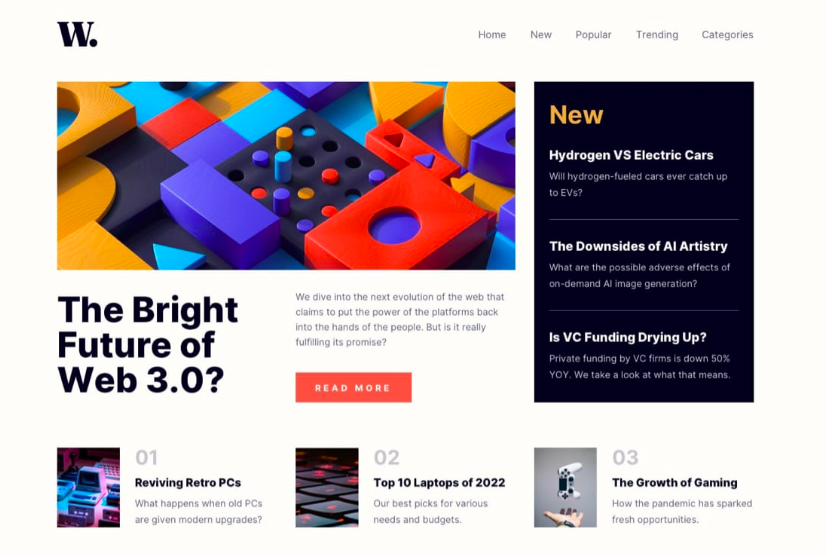 W.
Home New Popular Trending Categories
The Bright
Future of
Web 3.0?
We dive into the next evolution of the web that
claims to put the power of the platforms back
into the hands of the people. But is it really
fulfilling its promise?
READ MORE
New
Hydrogen VS Electric Cars
Will hydrogen-fueled cars ever catch up
to EVs?
The Downsides of AI Artistry
What are the possible adverse effects of
on-demand AI image generation?
Is VC Funding Drying Up?
Private funding by VC firms is down 50%
YOY. We take a look at what that means.
01
Reviving Retro PCs
What happens when old PCs
are given modern upgrades?
02
Top 10 Laptops of 2022
Our best picks for various
needs and budgets.
03
The Growth of Gaming
How the pandemic has sparked
fresh opportunities.